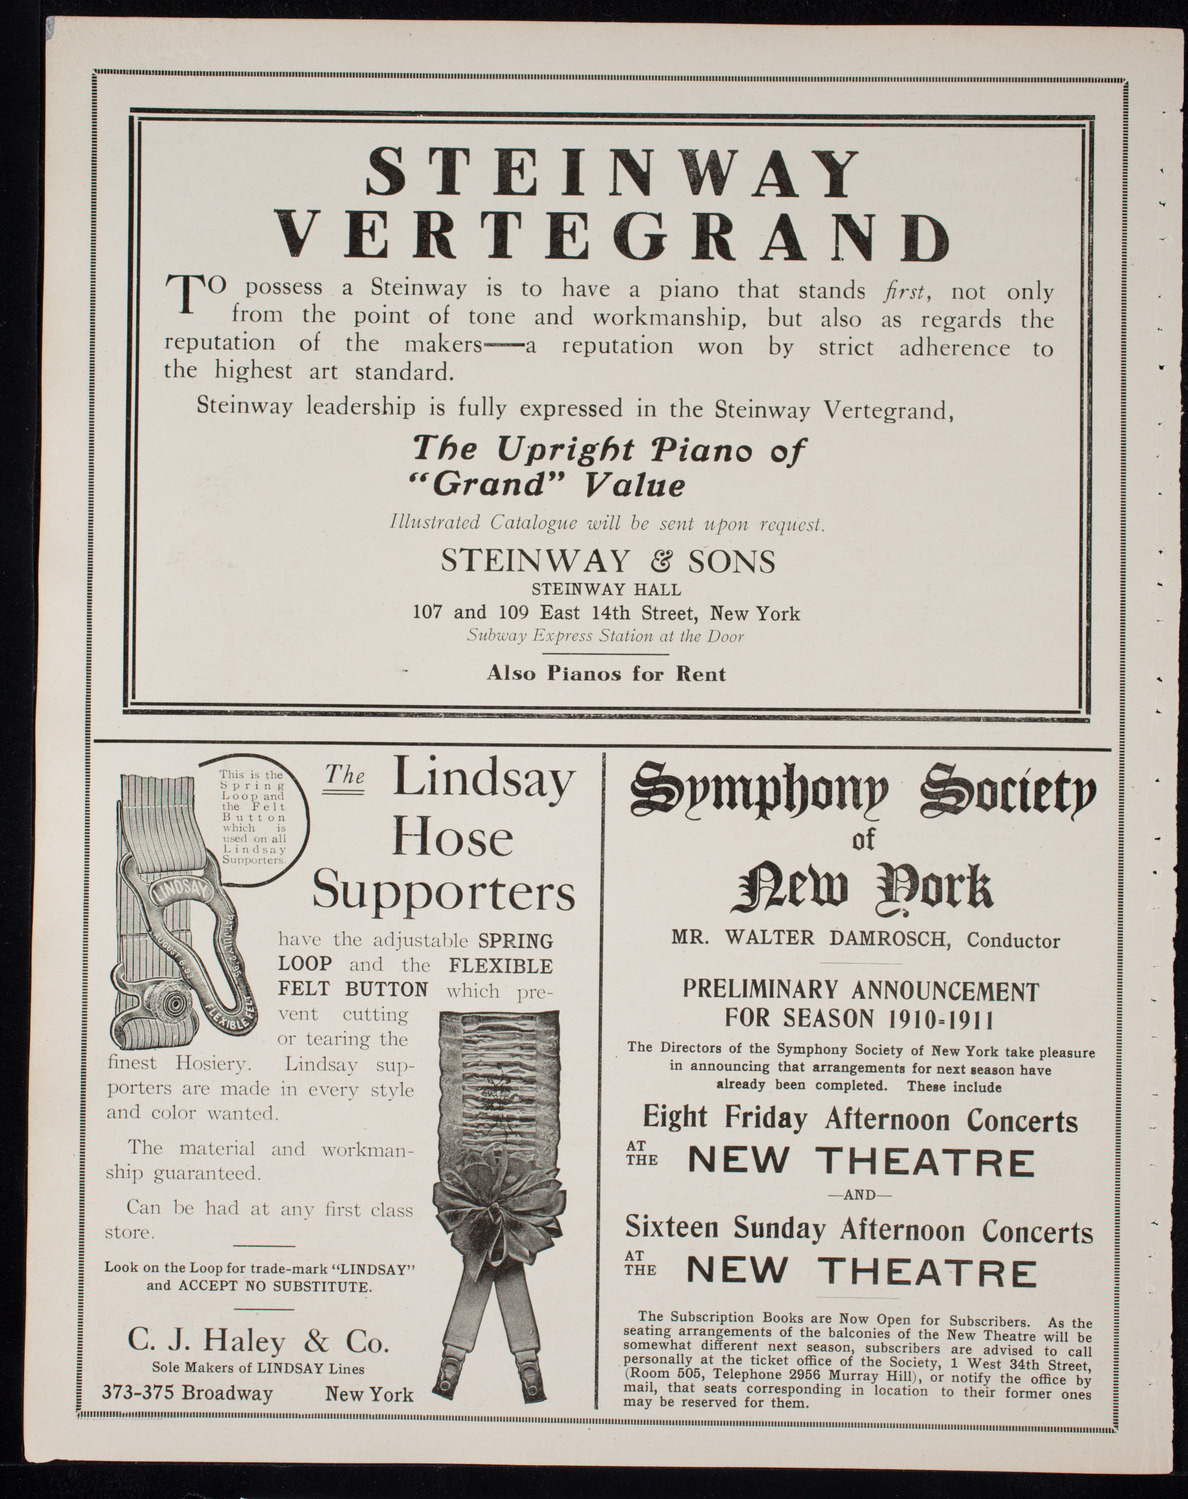 STEINWAY
VERTEGRAND
TO possess a Steinway is to have a piano that stands first, not only
from the point of tone and workmanship, but also as regards the
reputation of the makers—a reputation won by strict adherence to
the highest art standard.
Steinway leadership is fully expressed in the Steinway Vertegrand,
The Upright Piano of
“Grand” Value
Illustrated Catalogue will be sent upon request.
STEINWAY & SONS
STEINWAY HALL
107 and 109 East 14th Street, New York
Subway Express Station at the Door
Also Pianos for Rent
This is the
Spring
Loop and
the Felt
Button
which is
used on all
Lindsay
Supporters.
LINDSAY
FLEXIBLE
The Lindsay
Hose
Supporters
have the adjustable SPRING
LOOP and the FLEXIBLE
FELT BUTTON which pre-
vent cutting
or tearing the
finest Hosiery. Lindsay sup-
porters are made in every style
and color wanted.
The material and workman-
ship guaranteed.
Can be had at any first class
store.
Look on the Loop for trade-mark “LINDSAY”
and ACCEPT NO SUBSTITUTE.
C. J. Haley & Co.
Sole Makers of LINDSAY Lines
373-375 Broadway New York
Symphony Society
of
New York
MR. WALTER DAMROSCH, Conductor
PRELIMINARY ANNOUNCEMENT
FOR SEASON 1910-1911
The Directors of the Symphony Society of New York take pleasure
in announcing that arrangements for next season have
already been completed. These include
Eight Friday Afternoon Concerts
AT THE NEW THEATRE
—AND—
Sixteen Sunday Afternoon Concerts
AT THE NEW THEATRE
The Subscription Books are Now Open for Subscribers. As the
seating arrangements of the balconies of the New Theatre will be
somewhat different next season, subscribers are advised to call
personally at the ticket office of the Society, 1 West 34th Street,
(Room 505, Telephone 2956 Murray Hill), or notify the office by
mail, that seats corresponding in location to their former ones
may be reserved for them.